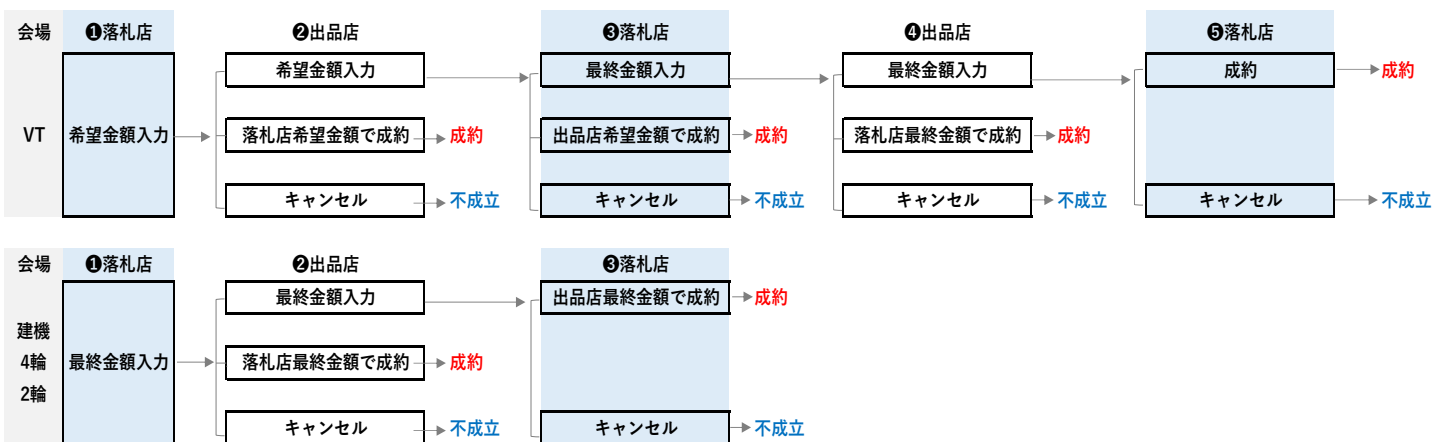 会場 ❶落札店 ❷出品店 ❸落札店 ❹出品店 ❺落札店
希望金額入力 最終金額入力 最終金額入力 成約 成約
VT 希望金額入力 落札店希望金額で成約 成約 出品店希望金額で成約 成約 落札店最終金額で成約 成約
キャンセル 不成立 キャンセル 不成立 キャンセル 不成立 キャンセル 不成立
会場 ❶落札店 ❷出品店 ❸落札店
最終金額入力 出品店最終金額で成約 成約
建機
4輪 最終金額入力 落札店最終金額で成約 成約
2輪
キャンセル 不成立 キャンセル 不成立